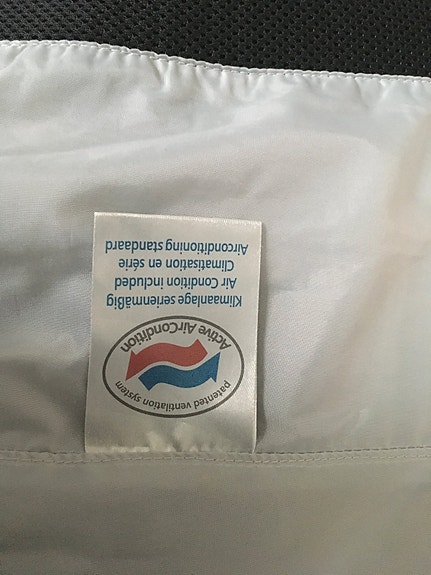 patented ventilation system
Active AirCondition
Klimaanlage serienmäßig
Air Condition included
Climatisation en série
Airconditioning standaard